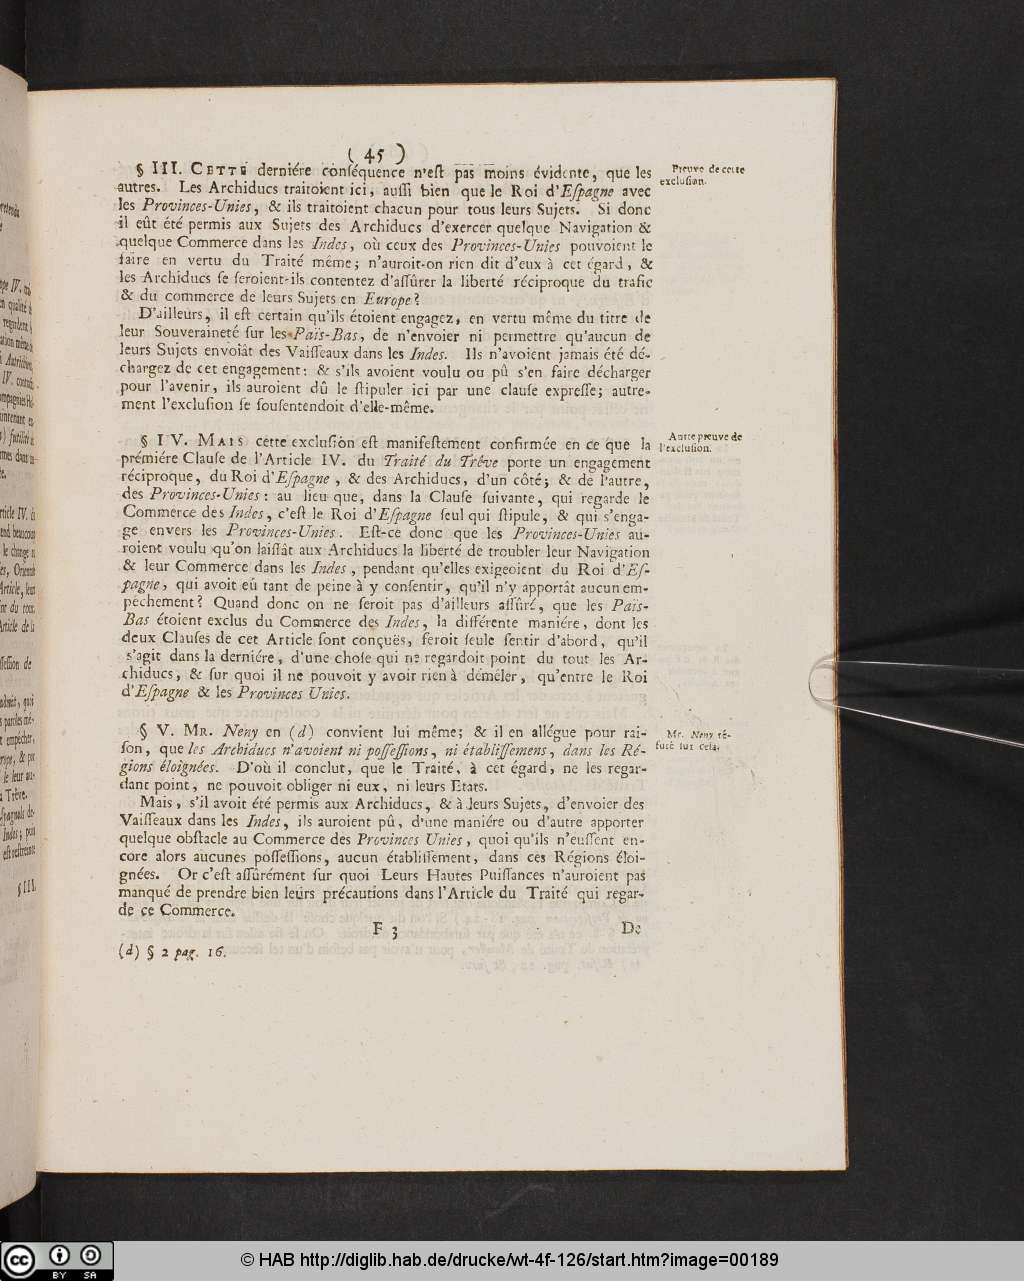 ( 45 )
§ III. CETTE derniére conséquence n'est pas moins évidente, que les
autres. Les Archiducs traitoient ici, aussi bien que le Roi d'Espagne avec
les Provinces-Unies, & ils traitoient chacun pour tous leurs Sujets. Si donc
il eût été permis aux Sujets des Archiducs d'exercer quelque Navigation &
quelque Commerce dans les Indes, où ceux des Provinces-Unies pouvoient le
faire en vertu du Traité même; n'auroit-on rien dit d'eux à cet égard, &
les Archiducs se seroient-ils contentez d'assûrer la liberté réciproque du trafic
& du commerce de leurs Sujets en Europe?
D'ailleurs, il est certain qu'ils étoient engagez, en vertu même du titre de
leur Souveraineté sur les Païs-Bas, de n'envoier ni permettre qu'aucun de
leurs Sujets envoiât des Vaisseaux dans les Indes. Ils n'avoient jamais été dé-
chargez de cet engagement: & s'ils avoient voulu ou pû s'en faire décharger
pour l'avenir, ils auroient dû le stipuler ici par une clause expresse; autre-
ment l'exclusion se sousentendoit d'elle-même.
Preuve de cette
exclusion.
§ IV. MAIS cette exclusion est manifestement confirmée en ce que la
prémiére Clause de l'Article IV. du Traité du Trêve porte un engagement
réciproque, du Roi d'Espagne, & des Archiducs, d'un côté; & de l'autre,
des Provinces-Unies: au lieu que, dans la Clause suivante, qui regarde le
Commerce des Indes, c'est le Roi d'Espagne seul qui stipule, & qui s'enga-
ge envers les Provinces-Unies. Est-ce donc que les Provinces-Unies au-
roient voulu qu'on laissât aux Archiducs la liberté de troubler leur Navigation
& leur Commerce dans les Indes, pendant qu'elles exigeoient du Roi d'Es-
pagne, qui avoit eû tant de peine à y consentir, qu'il n'y apportât aucun em-
pêchement? Quand donc on ne seroit pas d'ailleurs assûré, que les Païs-
Bas étoient exclus du Commerce des Indes, la différente maniére, dont les
deux Clauses de cet Article sont conçuës, feroit seule sentir d'abord, qu'il
s'agit dans la derniére, d'une chose qui ne regardoit point du tout les Ar-
chiducs, & sur quoi il ne pouvoit y avoir rien à démêler, qu'entre le Roi
d'Espagne & les Provinces Unies.
Autre preuve de
l'exclusion.
§ V. MR. Neny en (d) convient lui même; & il en allégue pour rai-
son, que les Archiducs n'avoient ni possessions, ni établissemens, dans les Ré-
gions éloignées. D'où il conclut, que le Traité, à cet égard, ne les regar-
dant point, ne pouvoit obliger ni eux, ni leurs Etats.
Mais, s'il avoit été permis aux Archiducs, & à leurs Sujets, d'envoier des
Vaisseaux dans les Indes, ils auroient pû, d'une maniére ou d'autre apporter
quelque obstacle au Commerce des Provinces Unies, quoi qu'ils n'eussent en-
core alors aucunes possessions, aucun établissement, dans ces Régions éloi-
gnées. Or c'est assûrément sur quoi Leurs Hautes Puissances n'auroient pas
manqué de prendre bien leurs précautions dans l'Article du Traité qui regar-
de ce Commerce.
Mr. Neny ré-
futé sur cela.
F 3 De
(d) § 2 pag. 16.
© HAB http://diglib.hab.de/drucke/wt-4f-126/start.htm?image=00189
cc BY SA